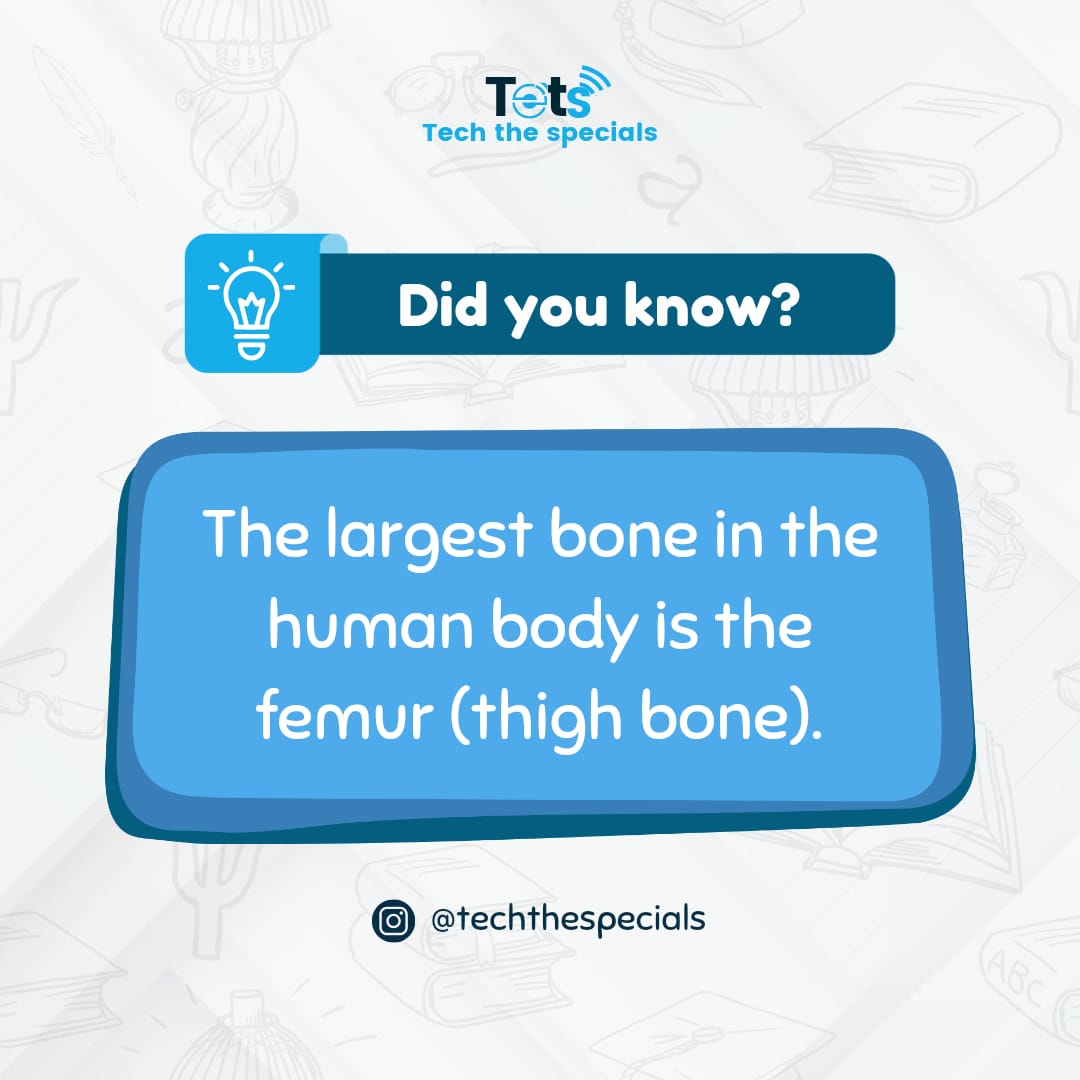 Tets
Tech the specials
Did you know?
The largest bone in the
human body is the
femur (thigh bone).
@techthespecials
ABC